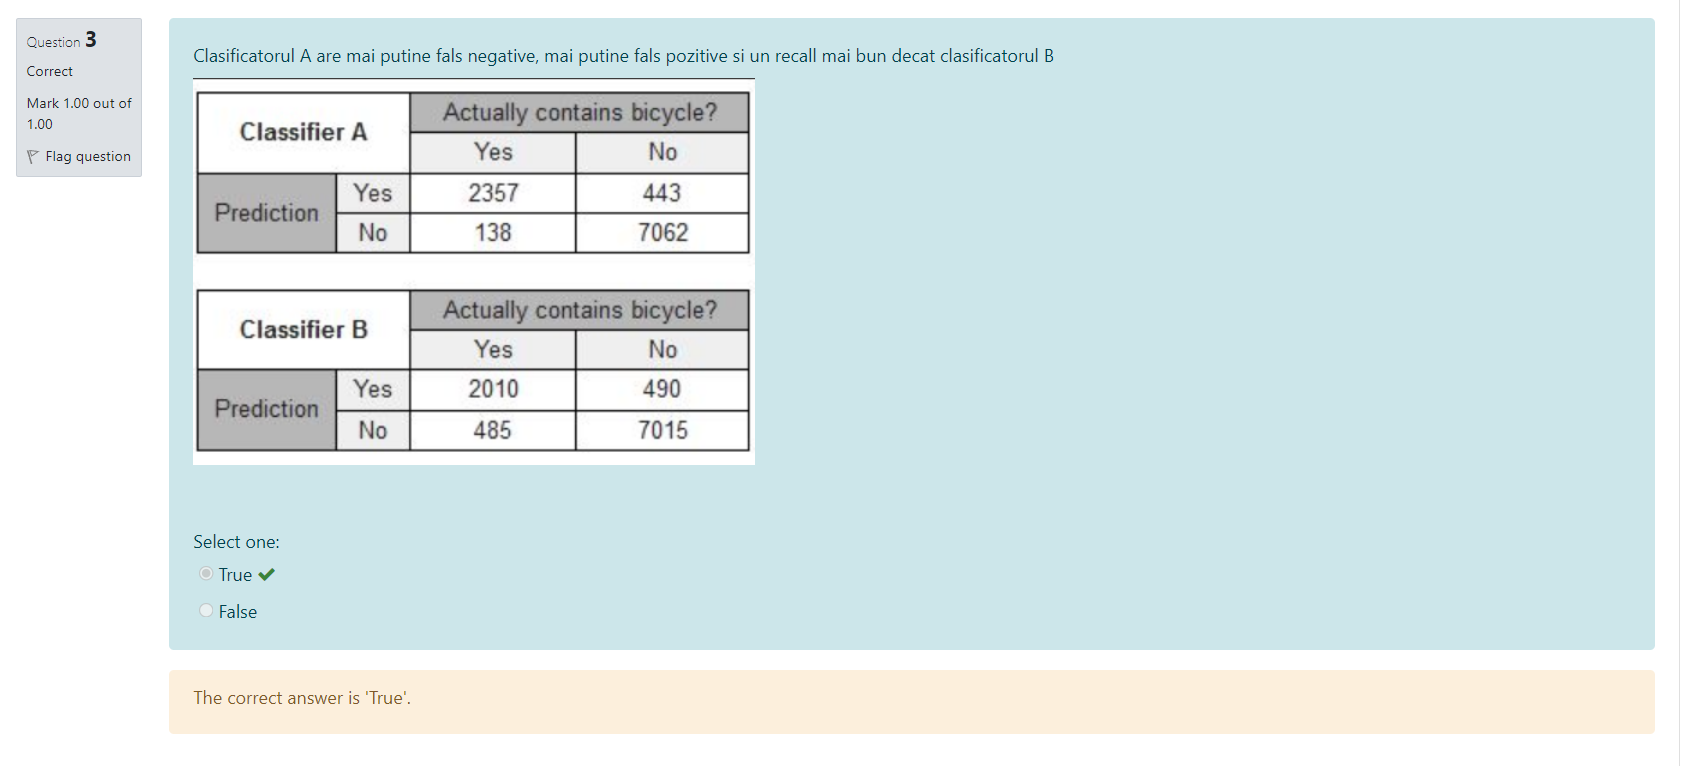 Question 3
Correct
Mark 1.00 out of
1.00
Flag question
Clasificatorul A are mai putine fals negative, mai putine fals pozitive si un recall mai bun decat clasificatorul B
Classifier A
Actually contains bicycle?
Yes No
Prediction
Yes 2357 443
No 138 7062
Classifier B
Actually contains bicycle?
Yes No
Prediction
Yes 2010 490
No 485 7015
Select one:
True
False
The correct answer is 'True'.